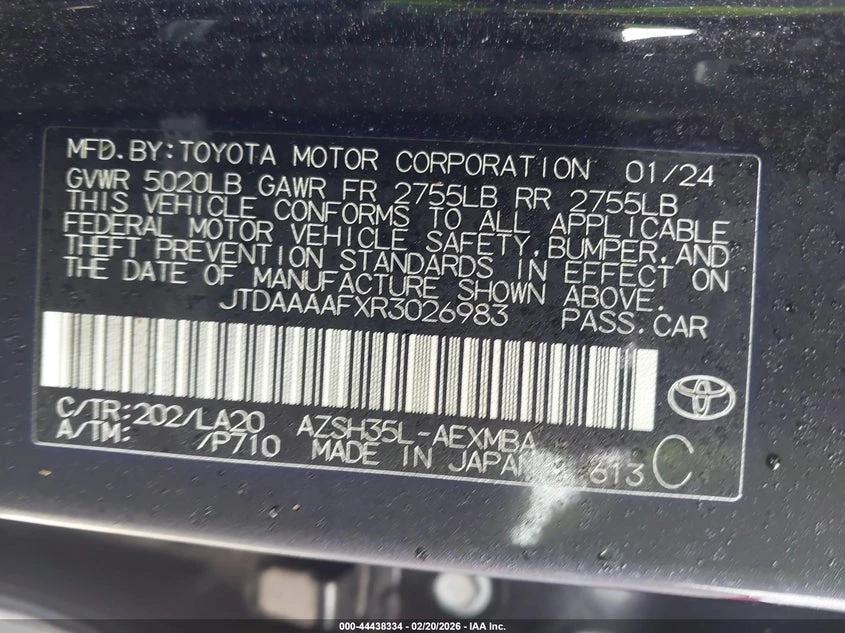 MFD.BY:TOYOTA MOTOR CORPORATION 01/24
GVWR 5020LB GAWR FR 2755LB RR 2755LB
THIS VEHICLE CONFORMS TO ALL APPLICABLE
FEDERAL MOTOR VEHICLE SAFETY,BUMPER,AND
THEFT PREVENTION STANDARDS IN EFFECT ON
THE DATE OF MANUFACTURE SHOWN ABOVE.
JTDAAAAFXR3026983 PASS.CAR
C/TR:202/LA20 AZSH35L-AEXMBA
A/TM: /P710 MADE IN JAPAN 613 C
000-44438334 — 02/20/2026 — IAA Inc.